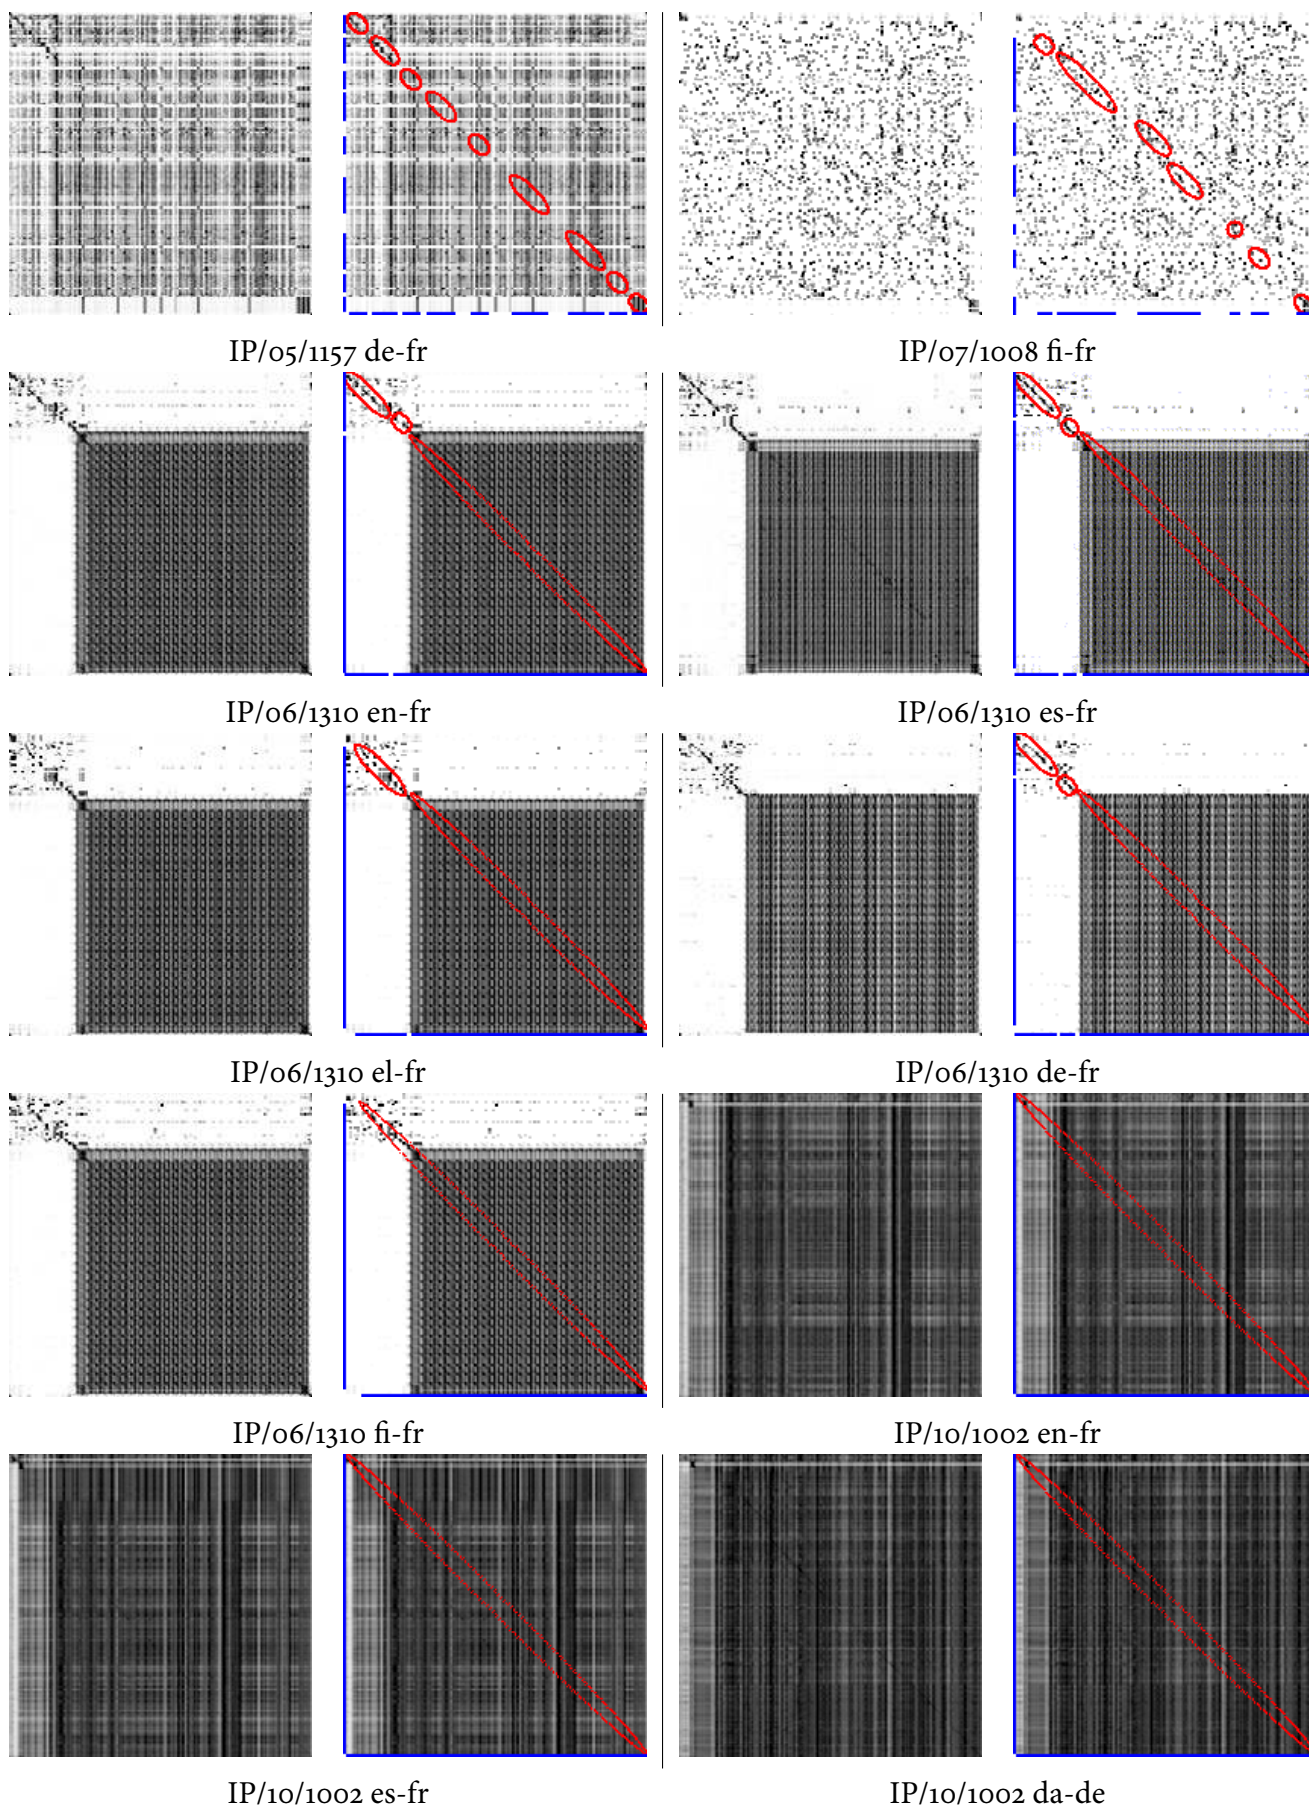 IP/05/1157 de-fr
IP/07/1008 fi-fr
IP/06/1310 en-fr
IP/06/1310 es-fr
IP/06/1310 el-fr
IP/06/1310 de-fr
IP/06/1310 fi-fr
IP/10/1002 en-fr
IP/10/1002 es-fr
IP/10/1002 da-de